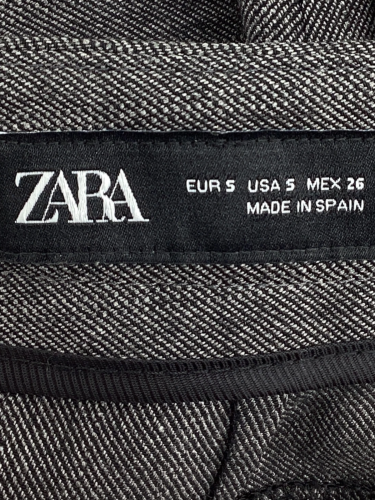 ZARA
EUR S USA S MEX 26
MADE IN SPAIN